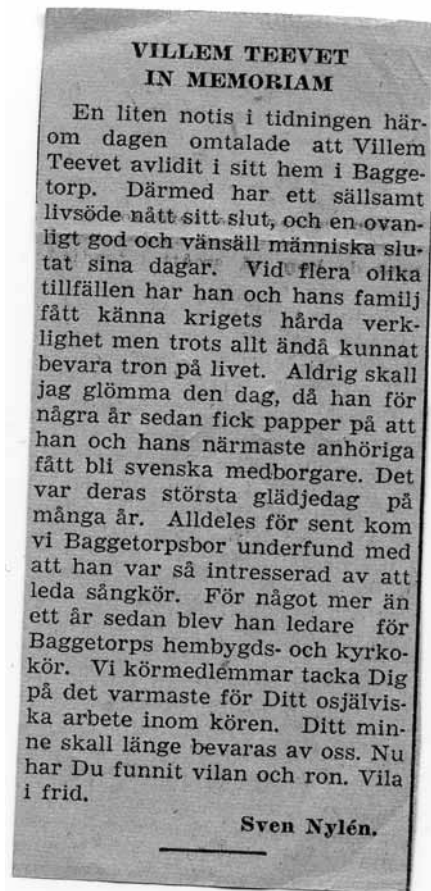 VILLEM TEEVET
IN MEMORIAM
En liten notis i tidningen här-
om dagen omtalade att Villem
Teevet avlidit i sitt hem i Bagge-
torp. Därmed har ett sällsamt
livsöde nått sitt slut, och en ovan-
ligt god och vänsäll människa slu-
tat sina dagar. Vid flera olika
tillfällen har han och hans familj
fått känna krigets hårda verk-
lighet men trots allt ändå kunnat
bevara tron på livet. Aldrig skall
jag glömma den dag, då han för
några år sedan fick papper på att
han och hans närmaste anhöriga
fått bli svenska medborgare. Det
var deras största glädjedag på
många år. Alldeles för sent kom
vi Baggetorpsbor underfund med
att han var så intresserad av att
leda sångkör. För något mer än
ett år sedan blev han ledare för
Baggetorps hembygds- och kyrko-
kör. Vi körmedlemmar tacka Dig
på det varmaste för Ditt osjälvis-
ka arbete inom kören. Ditt min-
ne skall länge bevaras av oss. Nu
har Du funnit vilan och ron. Vila
i frid.
Sven Nylén.